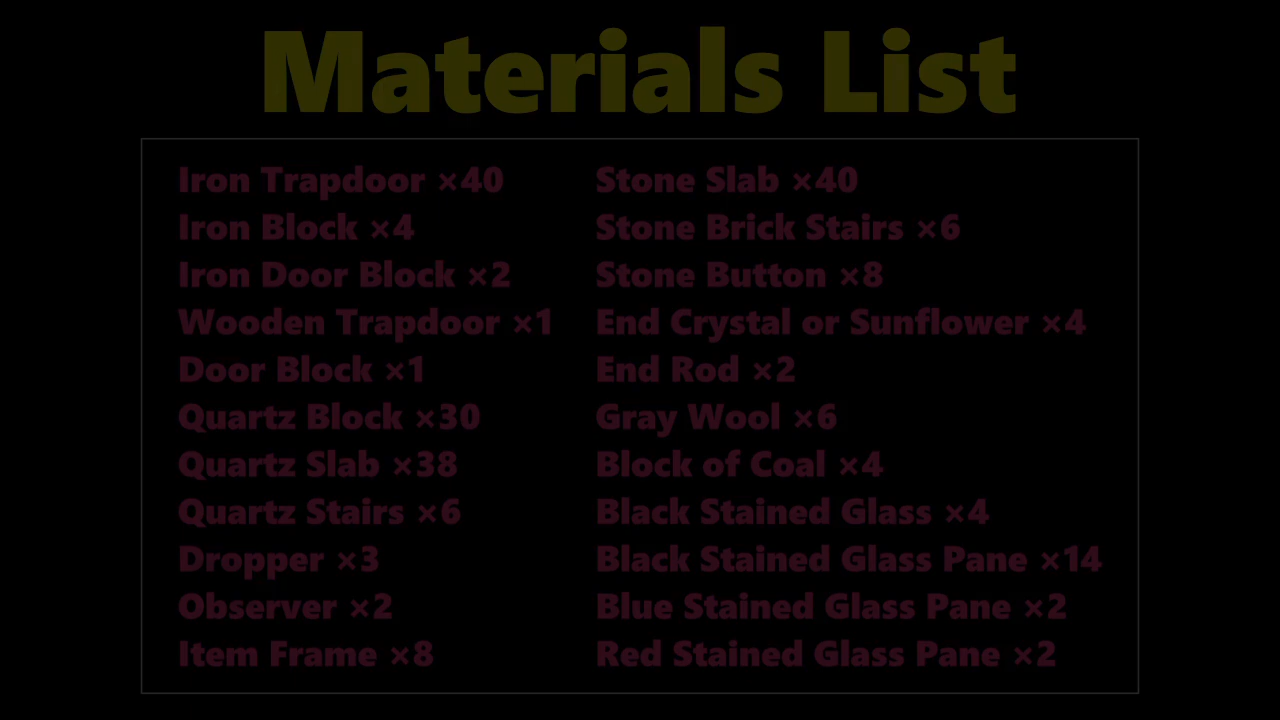 Materials List
Iron Trapdoor ×40
Iron Block ×4
Iron Door Block ×2
Wooden Trapdoor ×1
Door Block ×1
Quartz Block ×30
Quartz Slab ×38
Quartz Stairs ×6
Dropper ×3
Observer ×2
Item Frame ×8
Stone Slab ×40
Stone Brick Stairs ×6
Stone Button ×8
End Crystal or Sunflower ×4
End Rod ×2
Gray Wool ×6
Block of Coal ×4
Black Stained Glass ×4
Black Stained Glass Pane ×14
Blue Stained Glass Pane ×2
Red Stained Glass Pane ×2